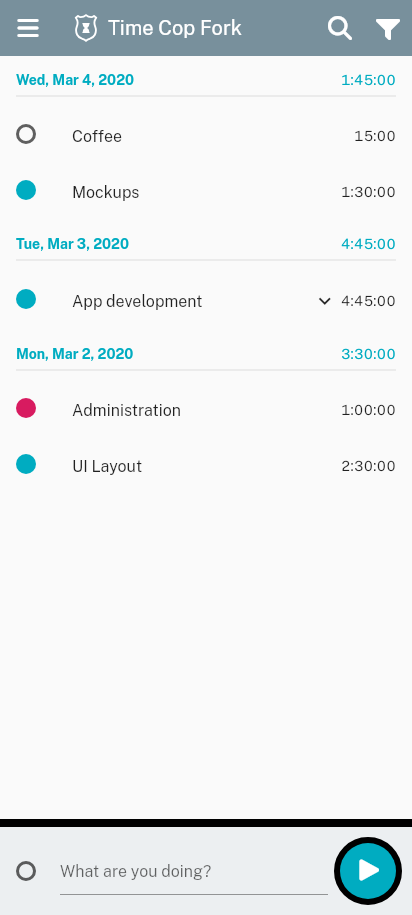 Time Cop Fork
Wed, Mar 4, 2020 1:45:00
Coffee 15:00
Mockups 1:30:00
Tue, Mar 3, 2020 4:45:00
App development 4:45:00
Mon, Mar 2, 2020 3:30:00
Administration 1:00:00
UI Layout 2:30:00
What are you doing?